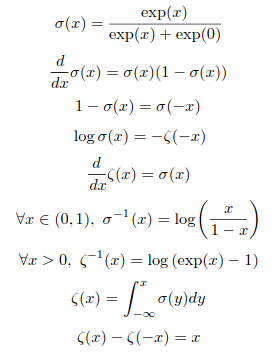 σ(x) = exp(x) / (exp(x) + exp(0))
d/dx σ(x) = σ(x)(1 − σ(x))
1 − σ(x) = σ(−x)
log σ(x) = −ζ(−x)
d/dx ζ(x) = σ(x)
∀x ∈ (0, 1), σ⁻¹(x) = log(x / (1 − x))
∀x > 0, ζ⁻¹(x) = log (exp(x) − 1)
ζ(x) = ∫_{−∞}^{x} σ(y)dy
ζ(x) − ζ(−x) = x